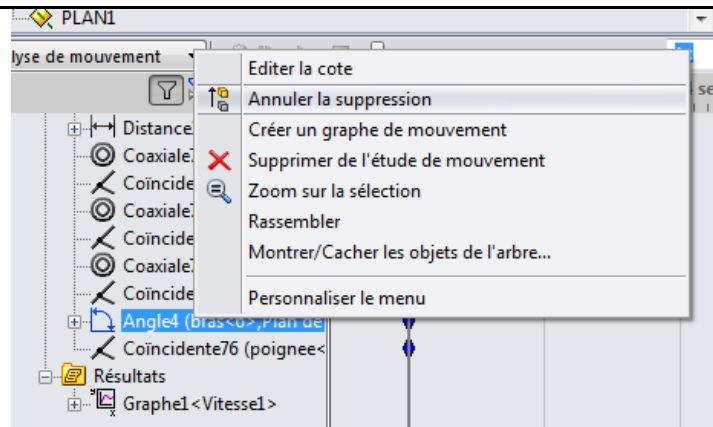 PLAN1
lyse de mouvement
Editer la cote
Annuler la suppression
Créer un graphe de mouvement
Supprimer de l'étude de mouvement
Zoom sur la sélection
Rassembler
Montrer/Cacher les objets de l'arbre...
Personnaliser le menu
se
Distance
Coaxiale
Coïncide
Coaxiale
Coïncide
Coaxiale
Coïncide
Angle4 (bras<6>,Plan de
Coïncidente76 (poignee<
Résultats
Graphe1<Vitesse1>